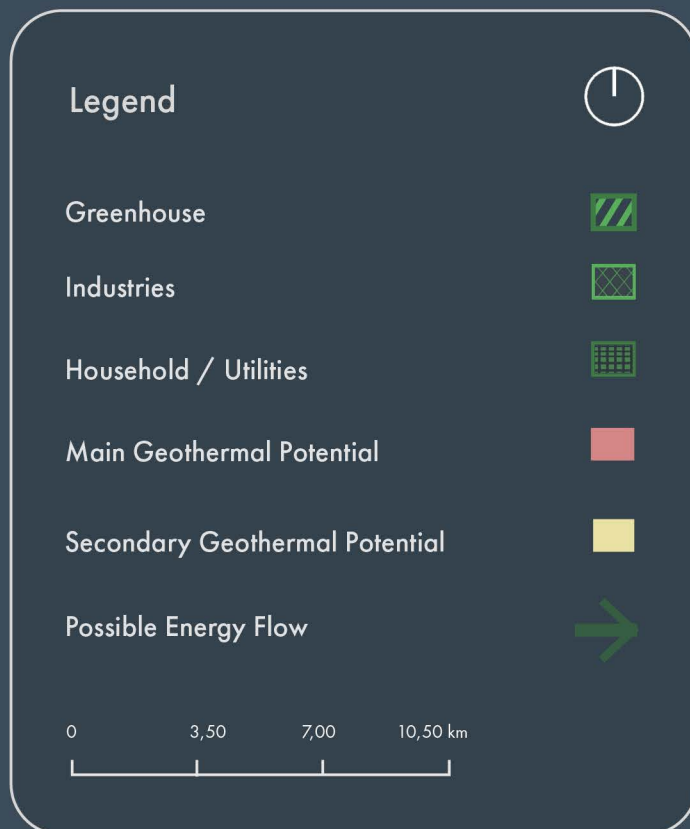 Legend
Greenhouse
Industries
Household / Utilities
Main Geothermal Potential
Secondary Geothermal Potential
Possible Energy Flow
0 3,50 7,00 10,50 km